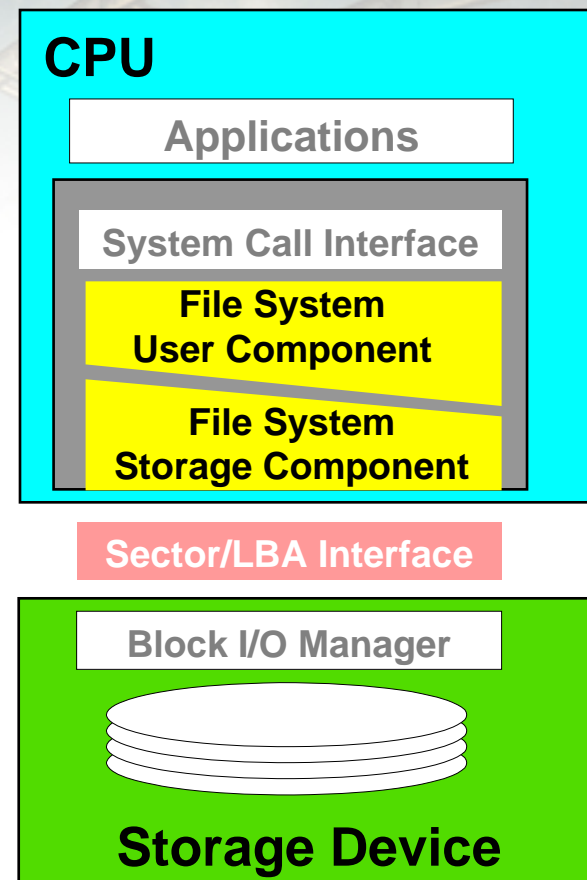 CPU
Applications
System Call Interface
File System
User Component
File System
Storage Component
Sector/LBA Interface
Block I/O Manager
Storage Device